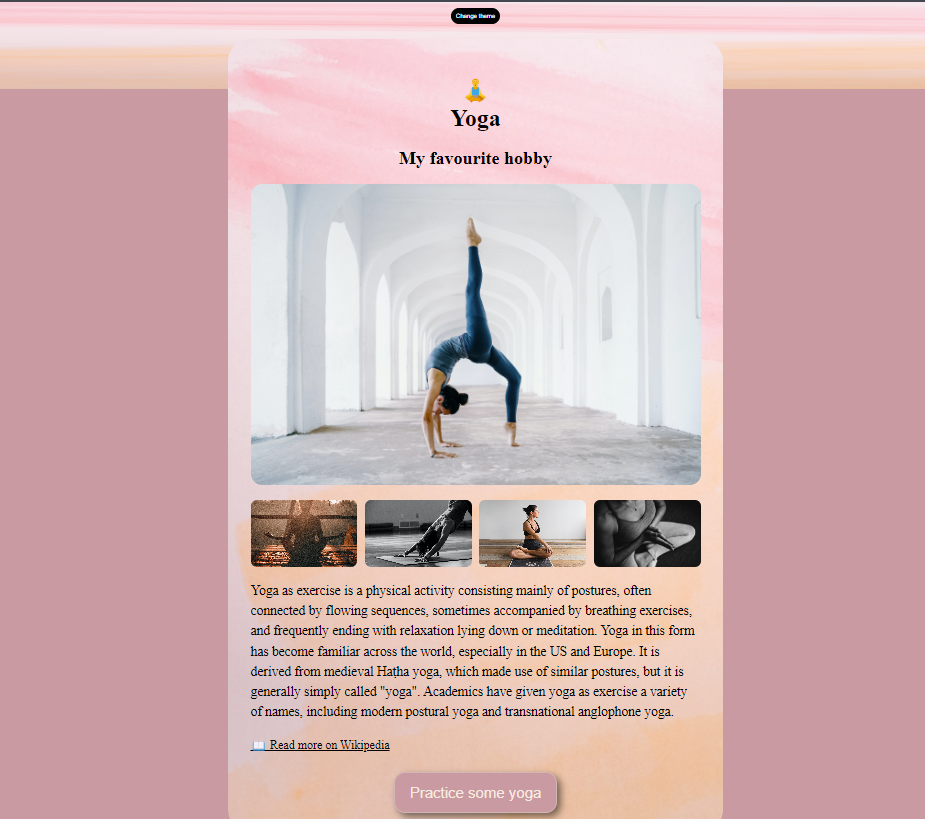 Change theme
Yoga
My favourite hobby
Yoga as exercise is a physical activity consisting mainly of postures, often
connected by flowing sequences, sometimes accompanied by breathing exercises,
and frequently ending with relaxation lying down or meditation. Yoga in this form
has become familiar across the world, especially in the US and Europe. It is
derived from medieval Haṭha yoga, which made use of similar postures, but it is
generally simply called "yoga". Academics have given yoga as exercise a variety
of names, including modern postural yoga and transnational anglophone yoga.
📖 Read more on Wikipedia
Practice some yoga